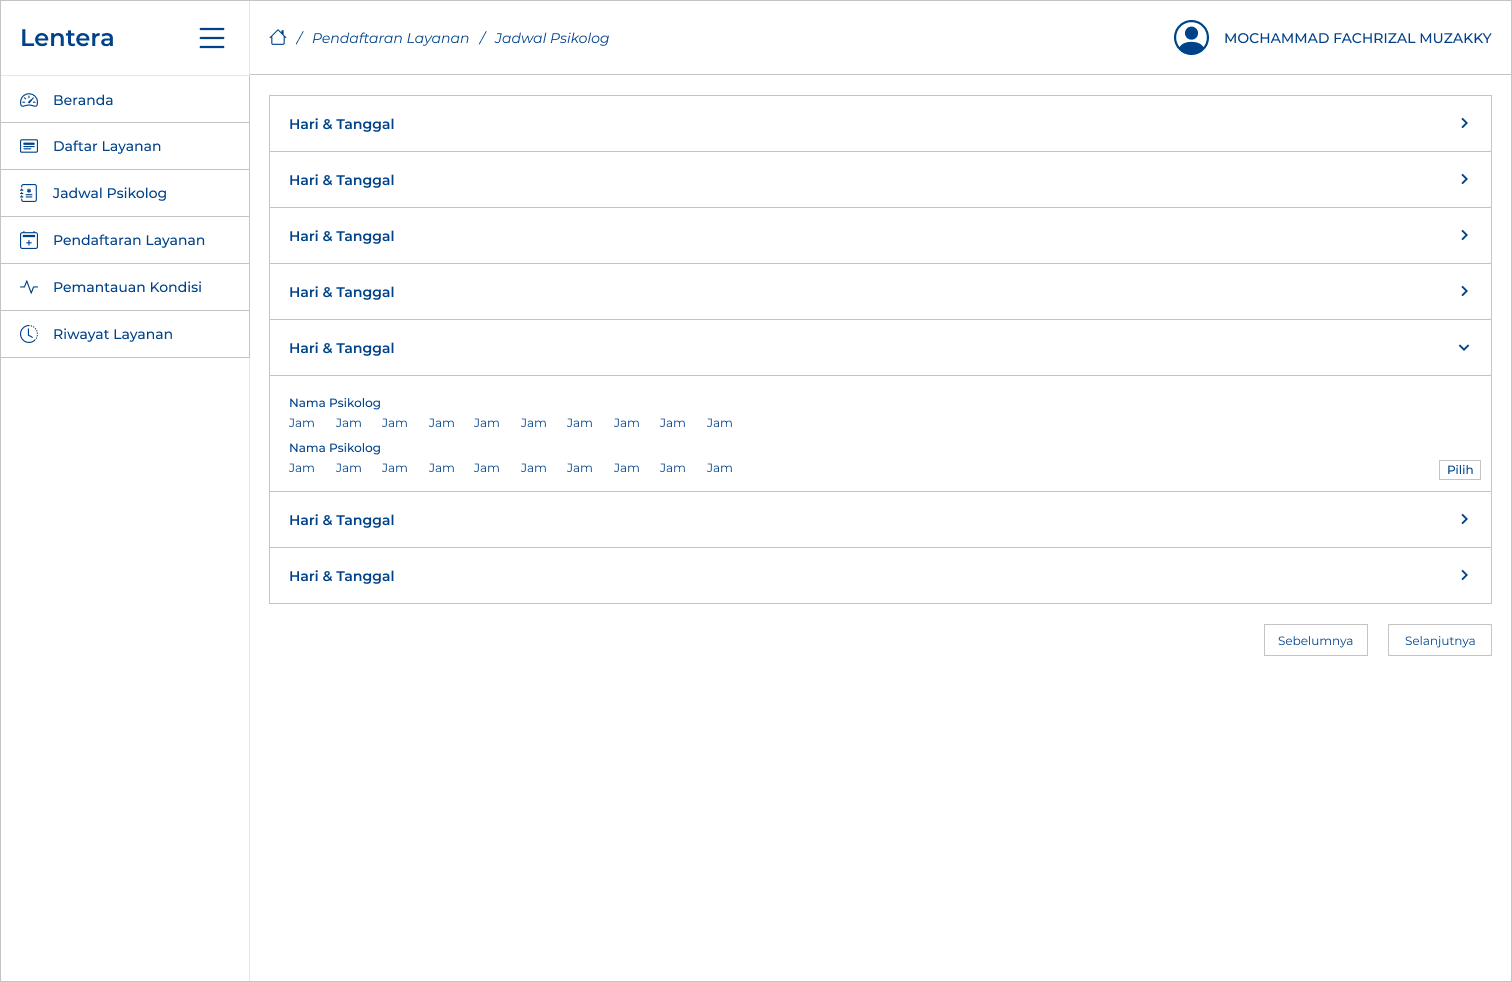 Lentera
/ Pendaftaran Layanan / Jadwal Psikolog
MOCHAMMAD FACHRIZAL MUZAKKY
Beranda
Daftar Layanan
Jadwal Psikolog
Pendaftaran Layanan
Pemantauan Kondisi
Riwayat Layanan
Hari & Tanggal
Hari & Tanggal
Hari & Tanggal
Hari & Tanggal
Hari & Tanggal
Nama Psikolog
Jam Jam Jam Jam Jam Jam Jam Jam Jam Jam
Nama Psikolog
Jam Jam Jam Jam Jam Jam Jam Jam Jam Jam
Pilih
Hari & Tanggal
Hari & Tanggal
Sebelumnya
Selanjutnya